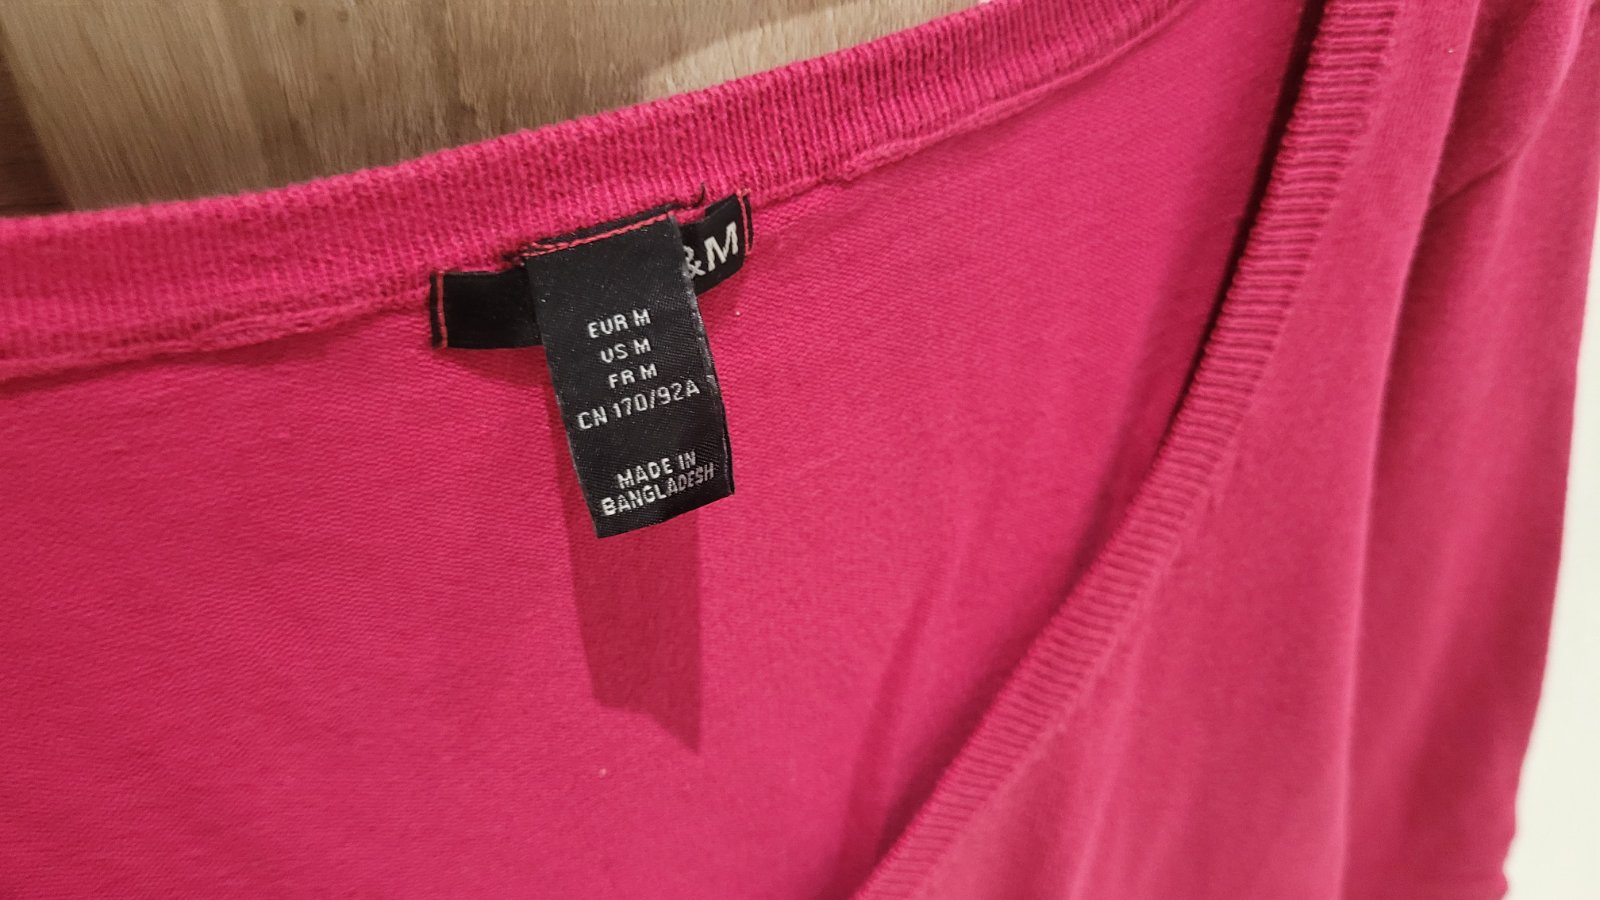 &M
EUR M
US M
FR M
CN 170/92A
MADE IN
BANGLADESH